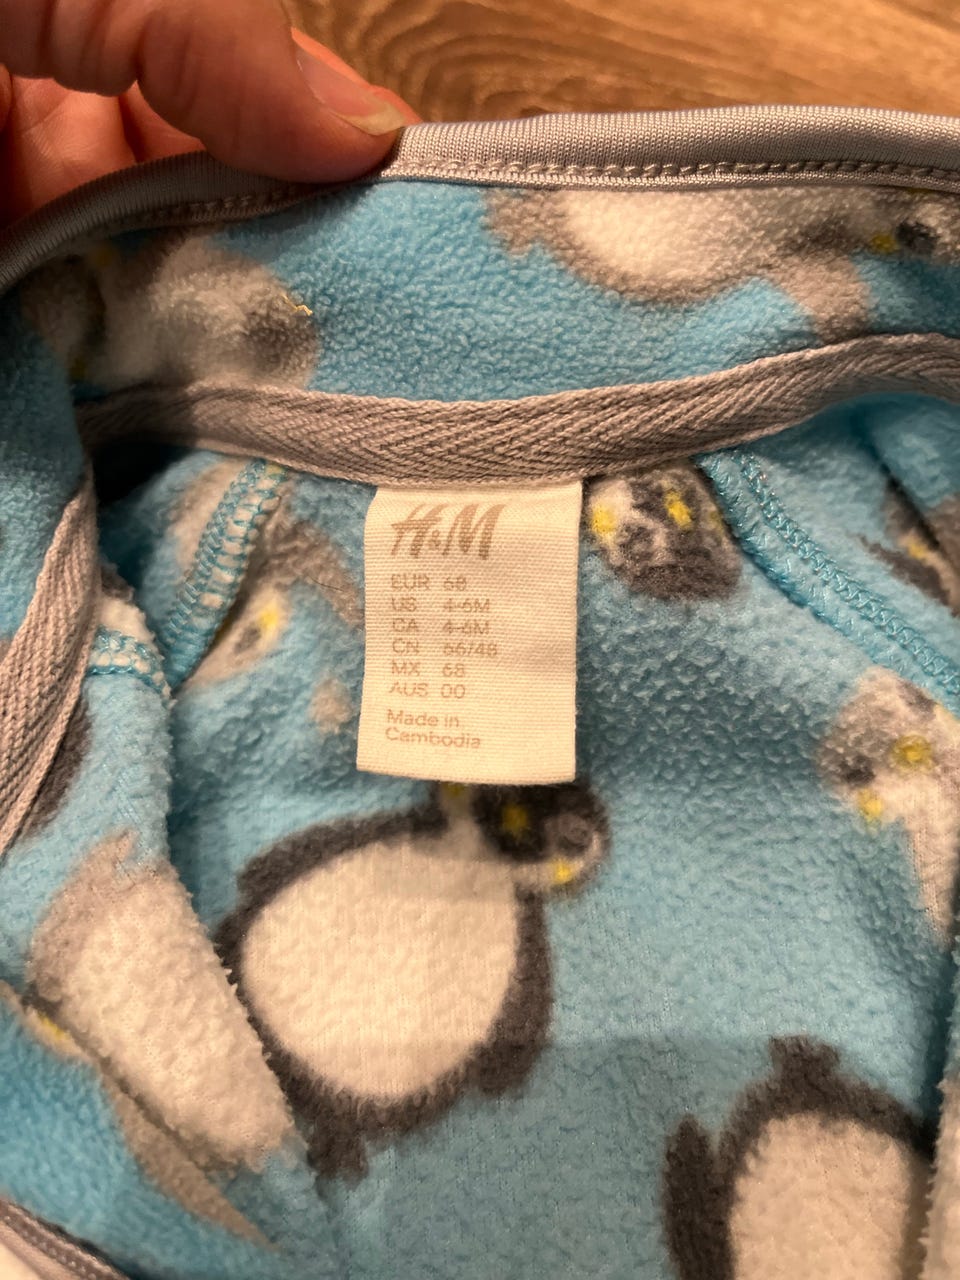 H&M
EUR 68
US 4-6M
CA 4-6M
CN 66/48
MX 68
AUS 00
Made in
Cambodia